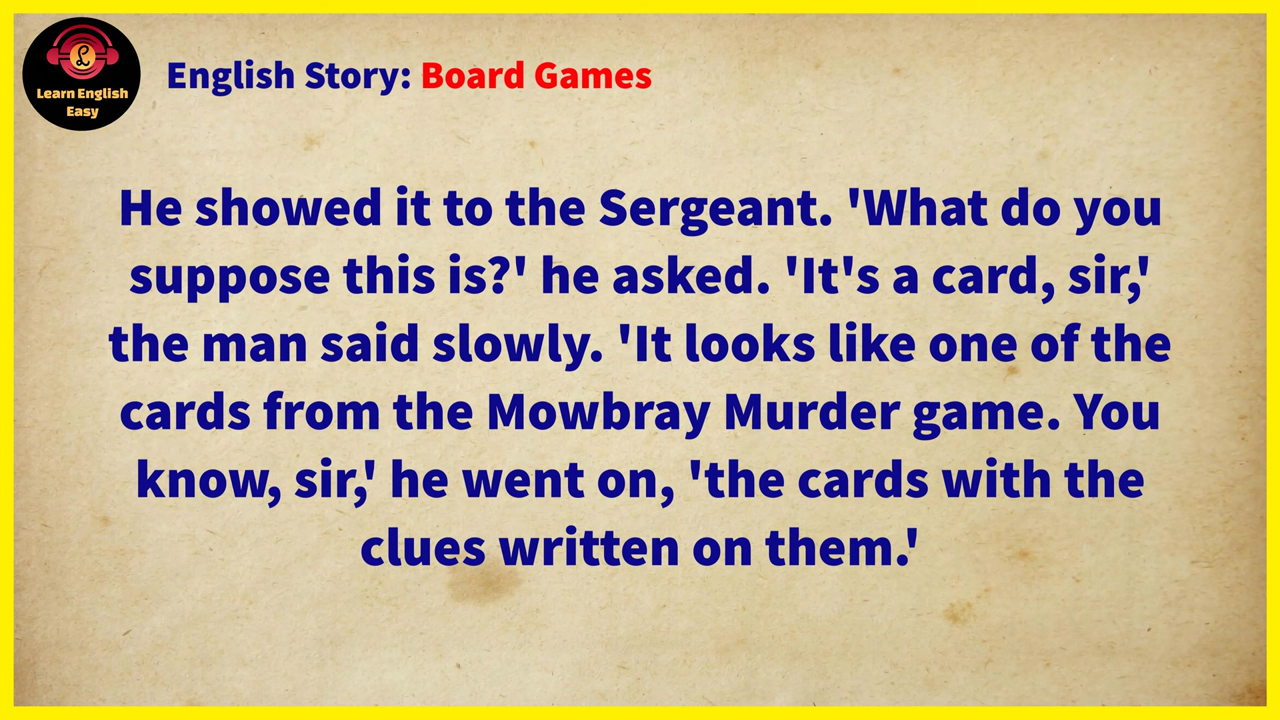 Learn English
Easy
English Story: Board Games
He showed it to the Sergeant. 'What do you
suppose this is?' he asked. 'It's a card, sir,'
the man said slowly. 'It looks like one of the
cards from the Mowbray Murder game. You
know, sir,' he went on, 'the cards with the
clues written on them.'